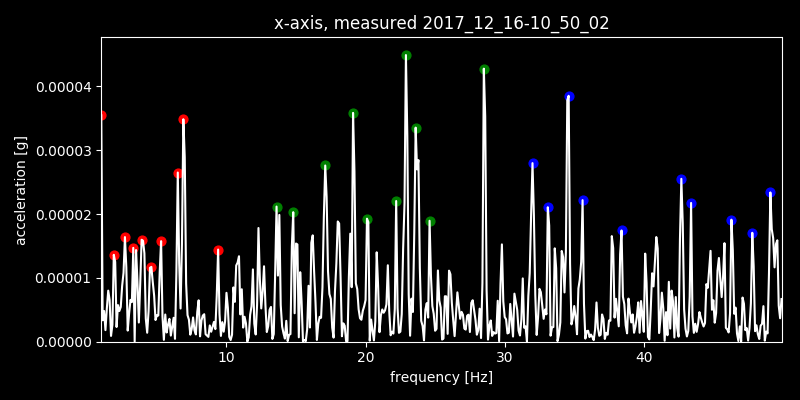 x-axis, measured 2017_12_16-10_50_02
acceleration [g]
0.00004
0.00003
0.00002
0.00001
0.00000
10 20 30 40
frequency [Hz]